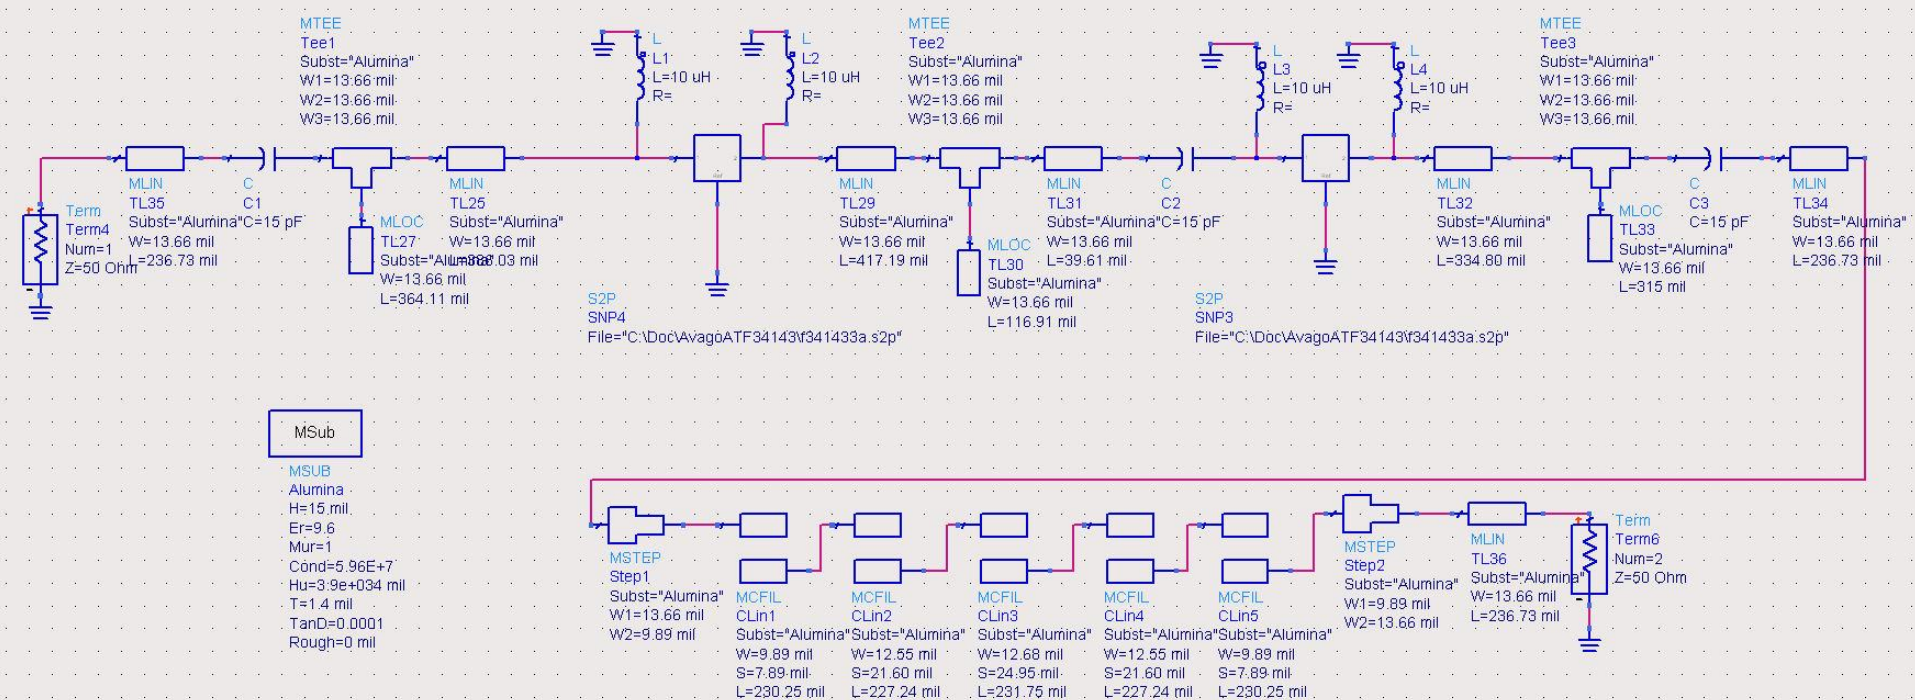 MTEE
Tee1
Subst="Alumina"
W1=13.66 mil
W2=13.66 mil
W3=13.66 mil
L
L1
L=10 uH
R=
L
L2
L=10 uH
R=
MTEE
Tee2
Subst="Alumina"
W1=13.66 mil
W2=13.66 mil
W3=13.66 mil
L
L3
L=10 uH
R=
L
L4
L=10 uH
R=
MTEE
Tee3
Subst="Alumina"
W1=13.66 mil
W2=13.66 mil
W3=13.66 mil
Term
Term4
Num=1
Z=50 Ohm
MLIN
TL35
Subst="Alumina"
W=13.66 mil
L=236.73 mil
C
C1
C=15 pF
MLOC
TL27
Subst="Alumina"
W=13.66 mil
L=364.11 mil
MLIN
TL25
Subst="Alumina"
W=13.66 mil
2
Ref
S2P
SNP4
File="C:\Doc\AvagoATF34143\f341433a.s2p"
MLIN
TL29
Subst="Alumina"
W=13.66 mil
L=417.19 mil
MLOC
TL30
Subst="Alumina"
W=13.66 mil
L=116.91 mil
MLIN
TL31
Subst="Alumina"
W=13.66 mil
L=39.61 mil
C
C2
C=15 pF
1
2
Ref
S2P
SNP3
File="C:\Doc\AvagoATF34143\f341433a.s2p"
MLIN
TL32
Subst="Alumina"
W=13.66 mil
L=334.80 mil
MLOC
TL33
Subst="Alumina"
W=13.66 mil
L=315 mil
C
C3
C=15 pF
MLIN
TL34
Subst="Alumina"
W=13.66 mil
L=236.73 mil
MSub
MSUB
Alumina
H=15 mil
Er=9.6
Mur=1
Cond=5.96E+7
Hu=3.9e+034 mil
T=1.4 mil
TanD=0.0001
Rough=0 mil
MSTEP
Step1
Subst="Alumina"
W1=13.66 mil
W2=9.89 mil
MCFIL
CLin1
Subst="Alumina"
W=9.89 mil
S=7.89 mil
L=230.25 mil
MCFIL
CLin2
Subst="Alumina"
W=12.55 mil
S=21.60 mil
L=227.24 mil
MCFIL
CLin3
Subst="Alumina"
W=12.68 mil
S=24.95 mil
L=231.75 mil
MCFIL
CLin4
Subst="Alumina"
W=12.55 mil
S=21.60 mil
L=227.24 mil
MCFIL
CLin5
Subst="Alumina"
W=9.89 mil
S=7.89 mil
L=230.25 mil
MSTEP
Step2
Subst="Alumina"
W1=9.89 mil
W2=13.66 mil
MLIN
TL36
Subst="Alumina"
W=13.66 mil
L=236.73 mil
Term
Term6
Num=2
Z=50 Ohm